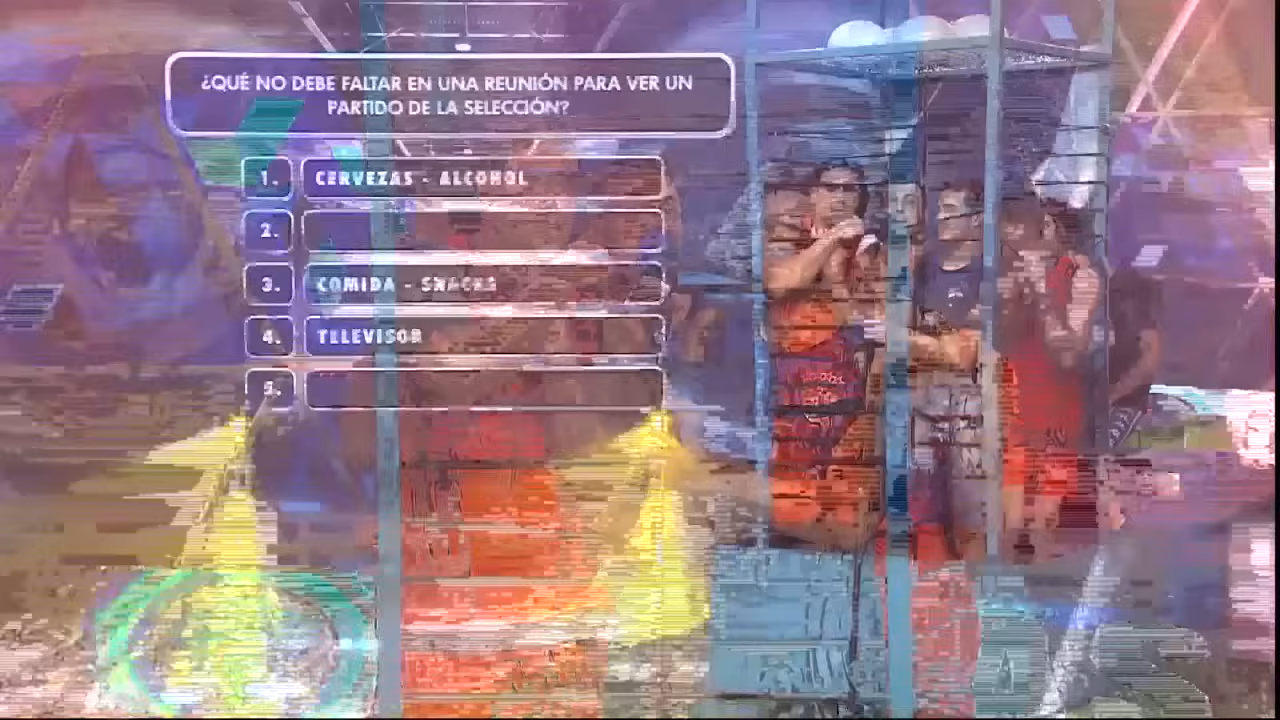 ¿QUÉ NO DEBE FALTAR EN UNA REUNIÓN PARA VER UN
PARTIDO DE LA SELECCIÓN?
1. CERVEZAS - ALCOHOL
2.
3. COMIDA - SNACKS
4. TELEVISOR
5.